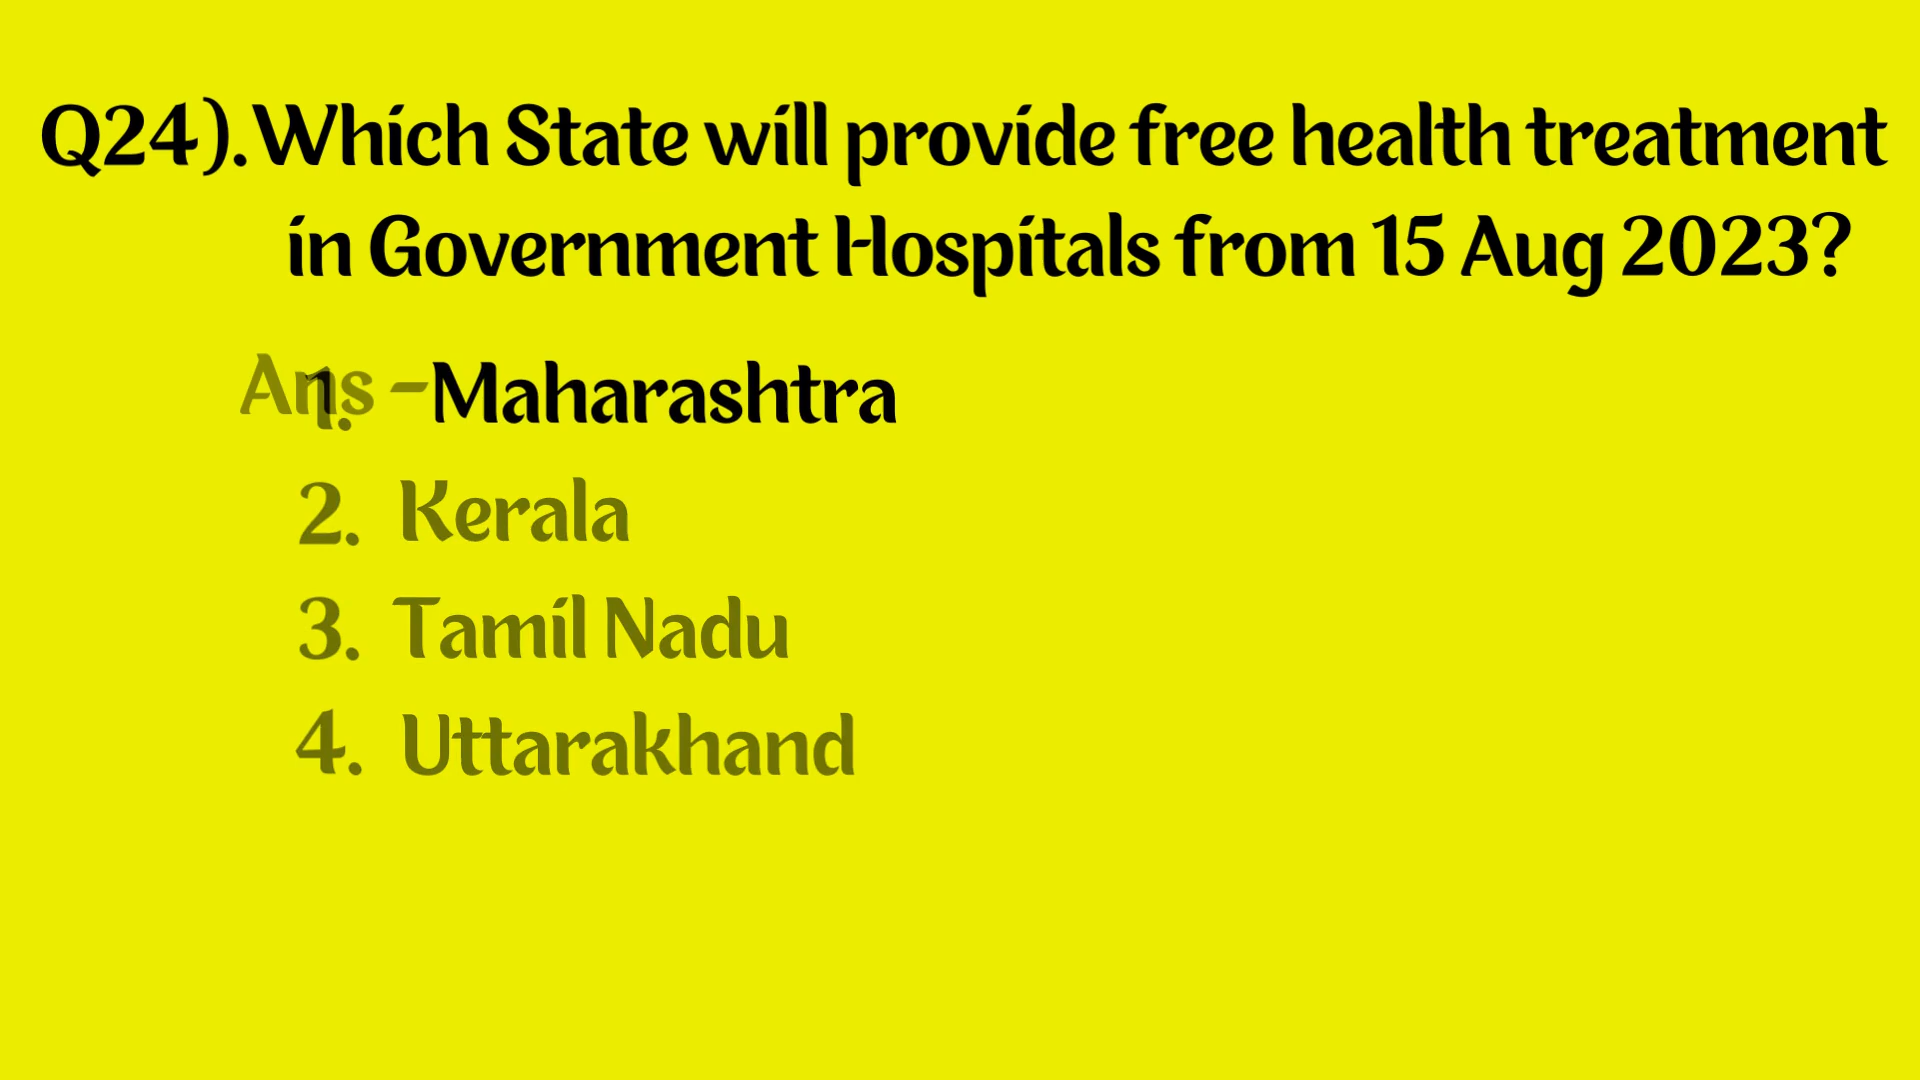 Q24).Which State will provide free health treatment
in Government Hospitals from 15 Aug 2023?
Ans - 1. Maharashtra
2. Kerala
3. Tamil Nadu
4. Uttarakhand